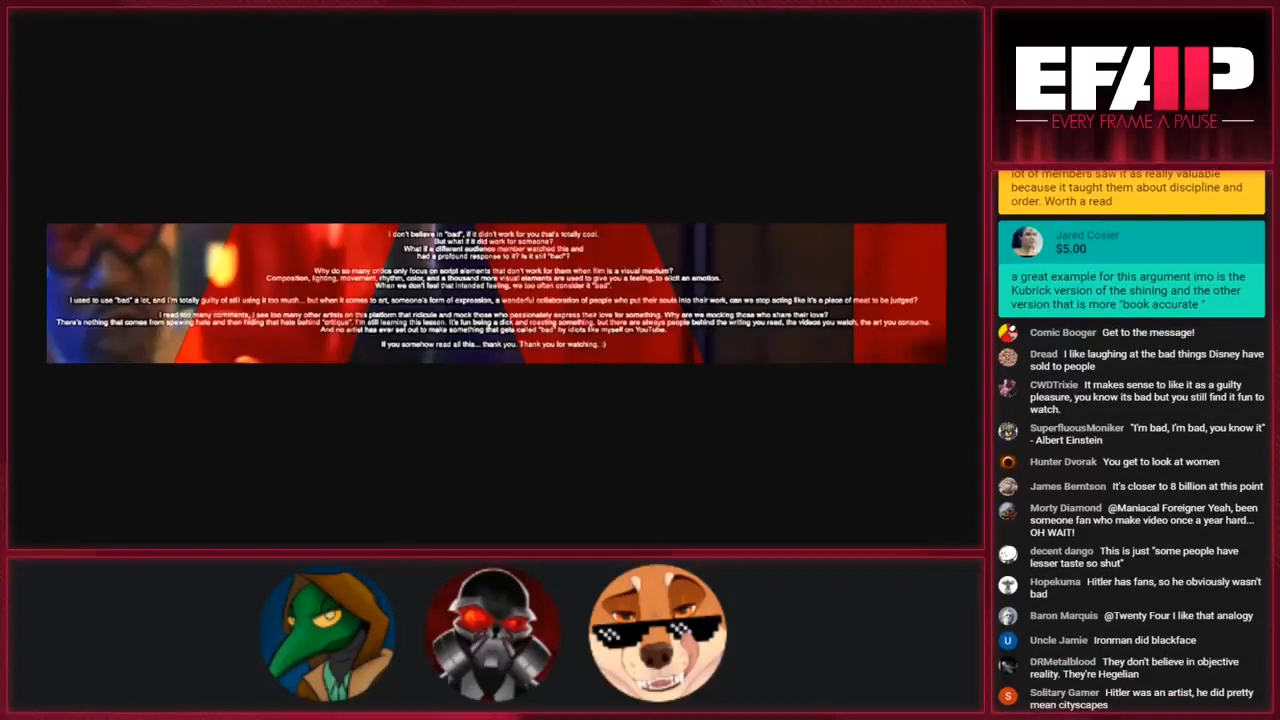 I don't believe in "bad", if it didn't work for you that's totally cool.
But what if it did work for someone?
What if a different audience member watched this and
had a profound response to it? Is it still "bad"?
Why do so many critics only focus on script elements that don't work for them when film is a visual medium?
Composition, lighting, movement, rhythm, color, and a thousand more visual elements are used to give you a feeling, to elicit an emotion.
When we don't feel that intended feeling, we too often consider it "bad".
I used to use "bad" a lot, and I'm totally guilty of still using it too much... but when it comes to art, someone's form of expression, a wonderful collaboration of people who put their souls into their work, can we stop acting like it's a piece of meat to be judged?
I read too many comments, I see too many other artists on this platform that ridicule and mock those who passionately express their love for something. Why are we mocking those who share their love?
There's nothing that comes from spewing hate and then hiding that hate behind "critique". I'm still learning this lesson. It's fun being a dick and roasting something, but there are always people behind the writing you read, the videos you watch, the art you consume.
And no artist has ever set out to make something that gets called "bad" by idiots like myself on YouTube.
If you somehow read all this... thank you. Thank you for watching. :)
EFAP
EVERY FRAME A PAUSE
lot of members saw it as really valuable
because it taught them about discipline and
order. Worth a read
Jared Cosier
$5.00
a great example for this argument imo is the
Kubrick version of the shining and the other
version that is more "book accurate "
Comic Booger Get to the message!
Dread I like laughing at the bad things Disney have
sold to people
CWDTrixie It makes sense to like it as a guilty
pleasure, you know its bad but you still find it fun to
watch.
SuperfluousMoniker "I'm bad, I'm bad, you know it"
- Albert Einstein
Hunter Dvorak You get to look at women
James Berntson It's closer to 8 billion at this point
Morty Diamond @Maniacal Foreigner Yeah, been
someone fan who make video once a year hard...
OH WAIT!
decent dango This is just "some people have
lesser taste so shut"
Hopekuma Hitler has fans, so he obviously wasn't
bad
Baron Marquis @Twenty Four I like that analogy
U
Uncle Jamie Ironman did blackface
DRMetalblood They don't believe in objective
reality. They're Hegelian
S
Solitary Gamer Hitler was an artist, he did pretty
mean cityscapes